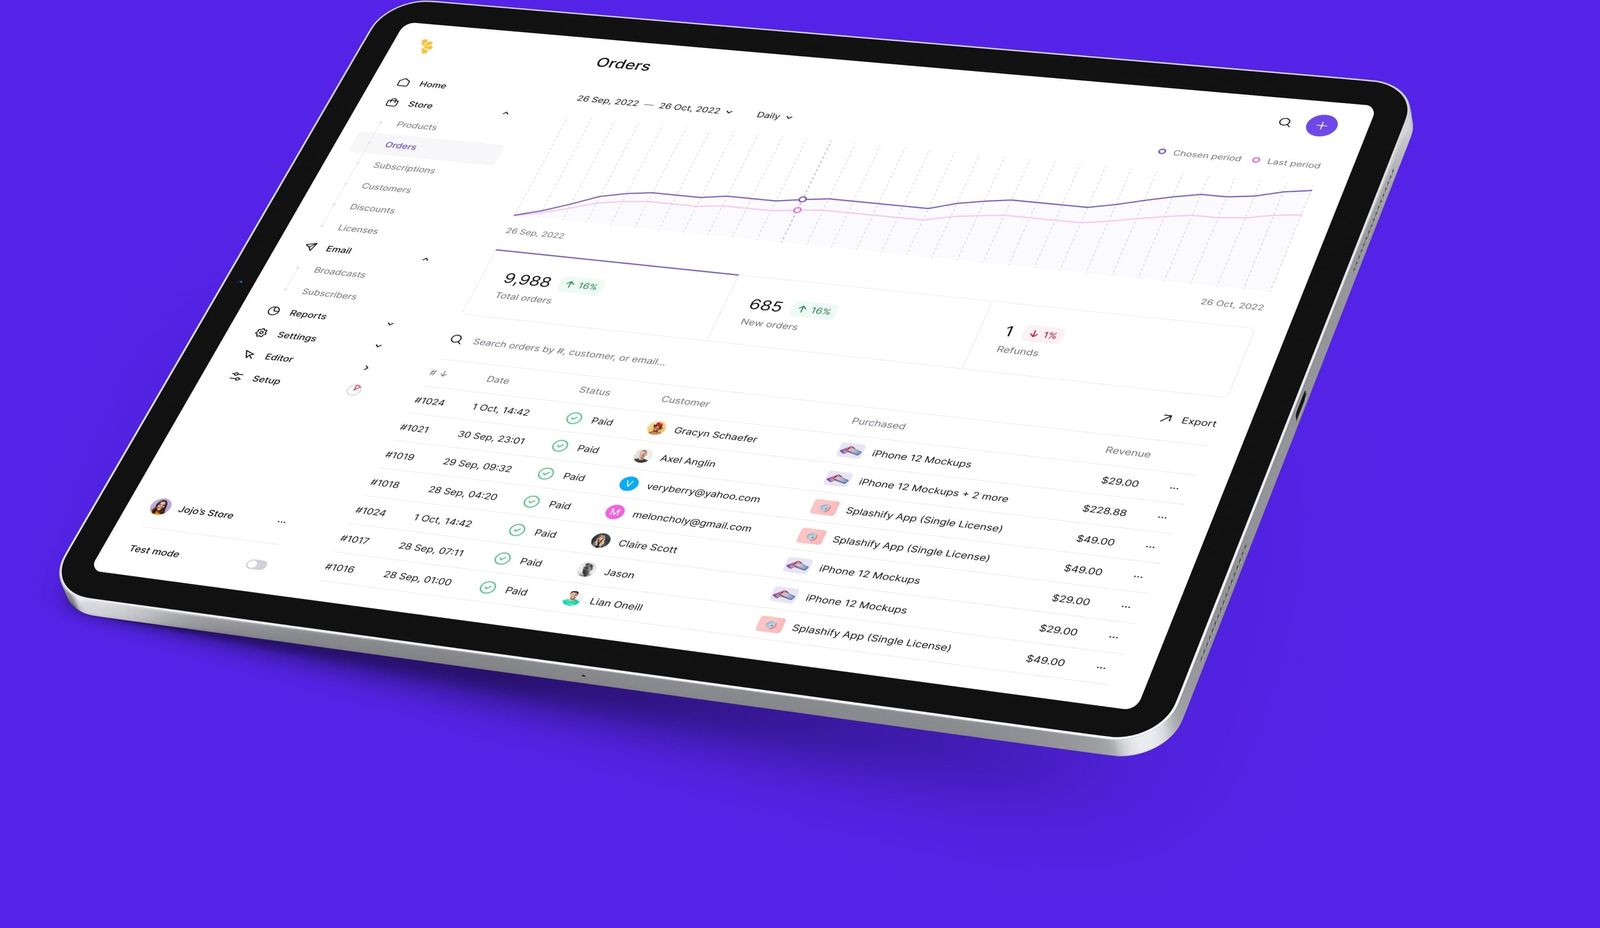 Orders
Home
Store
Products
Orders
Subscriptions
Customers
Discounts
Licenses
Email
Broadcasts
Subscribers
Reports
Settings
Editor
Setup
Jojo's Store
Test mode
26 Sep, 2022 — 26 Oct, 2022
Daily
Chosen period
Last period
26 Sep, 2022
26 Oct, 2022
9,988 16%
Total orders
685 16%
New orders
1 1%
Refunds
Search orders by #, customer, or email...
Export
# Date Status Customer Purchased Revenue
#1024 1 Oct, 14:42 Paid Gracyn Schaefer iPhone 12 Mockups $29.00 ...
#1021 30 Sep, 23:01 Paid Axel Anglin iPhone 12 Mockups + 2 more $228.88 ...
#1019 29 Sep, 09:32 Paid V veryberry@yahoo.com Splashify App (Single License) $49.00 ...
#1018 28 Sep, 04:20 Paid M meloncholy@gmail.com Splashify App (Single License) $49.00 ...
#1024 1 Oct, 14:42 Paid Claire Scott iPhone 12 Mockups $29.00 ...
#1017 28 Sep, 07:11 Paid Jason iPhone 12 Mockups $29.00 ...
#1016 28 Sep, 01:00 Paid Lian Oneill Splashify App (Single License) $49.00 ...